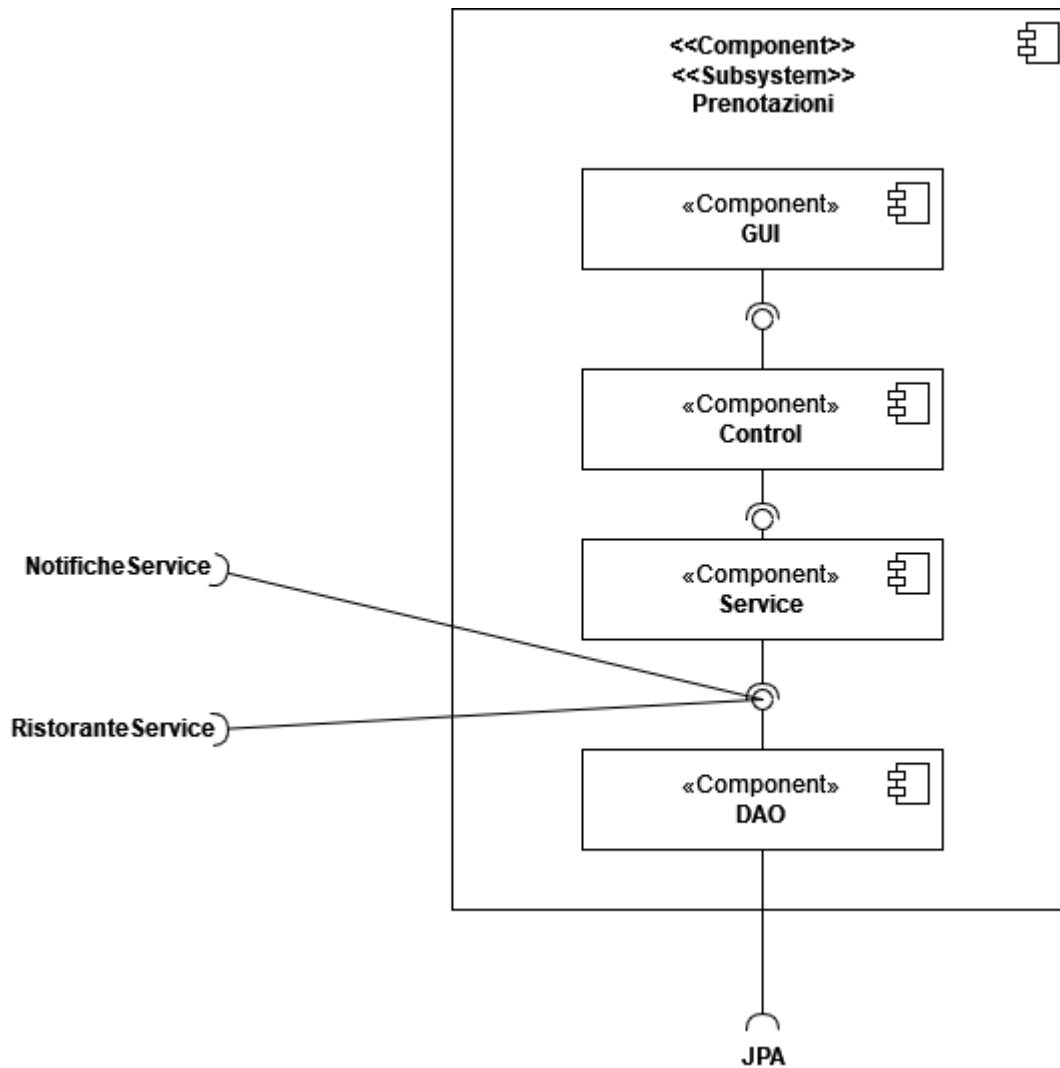 <<Component>>
<<Subsystem>>
Prenotazioni
«Component»
GUI
«Component»
Control
NotificheService
«Component»
Service
RistoranteService
«Component»
DAO
JPA